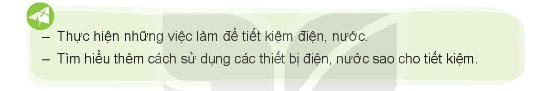 – Thực hiện những việc làm để tiết kiệm điện, nước.
– Tìm hiểu thêm cách sử dụng các thiết bị điện, nước sao cho tiết kiệm.